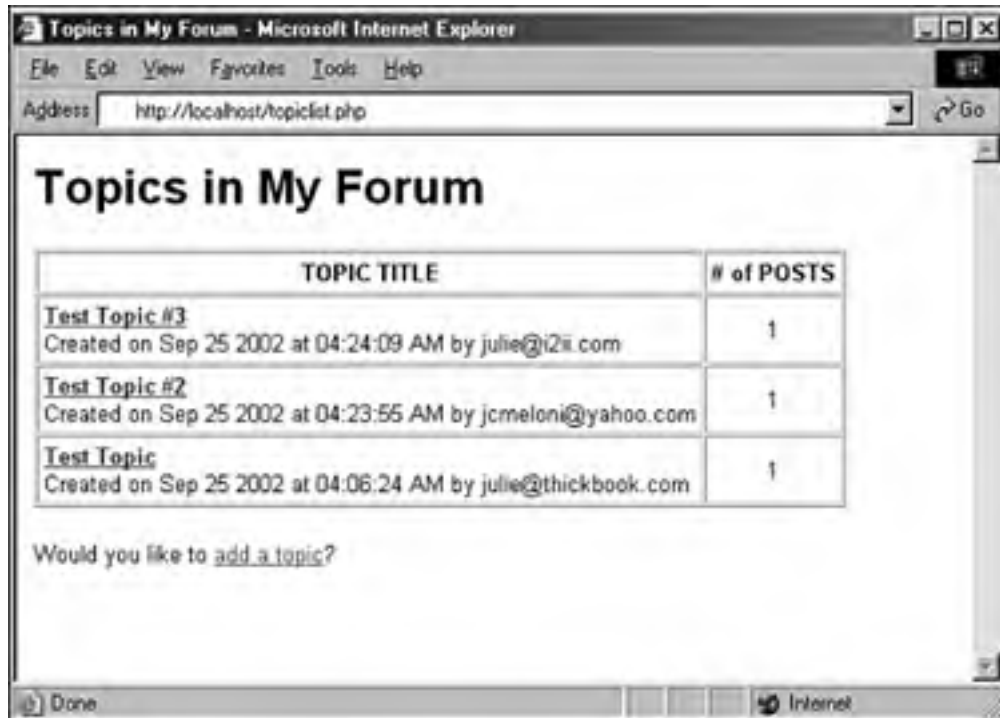 Topics in My Forum - Microsoft Internet Explorer
File Edit View Favorites Tools Help
Address http://localhost/topiclist.php Go
Topics in My Forum
TOPIC TITLE # of POSTS
Test Topic #3
Created on Sep 25 2002 at 04:24:09 AM by julie@i2ii.com 1
Test Topic #2
Created on Sep 25 2002 at 04:23:55 AM by jcmeloni@yahoo.com 1
Test Topic
Created on Sep 25 2002 at 04:06:24 AM by julie@thickbook.com 1
Would you like to add a topic?
Done Internet